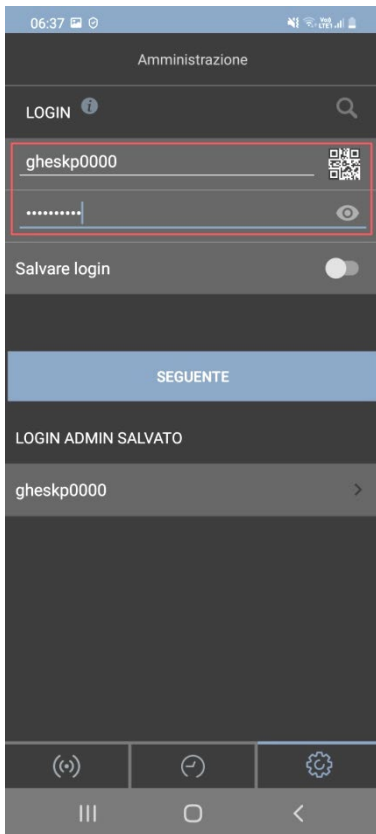 06:37
Amministrazione
LOGIN
gheskp0000
••••••••••
Salvare login
SEGUENTE
LOGIN ADMIN SALVATO
gheskp0000